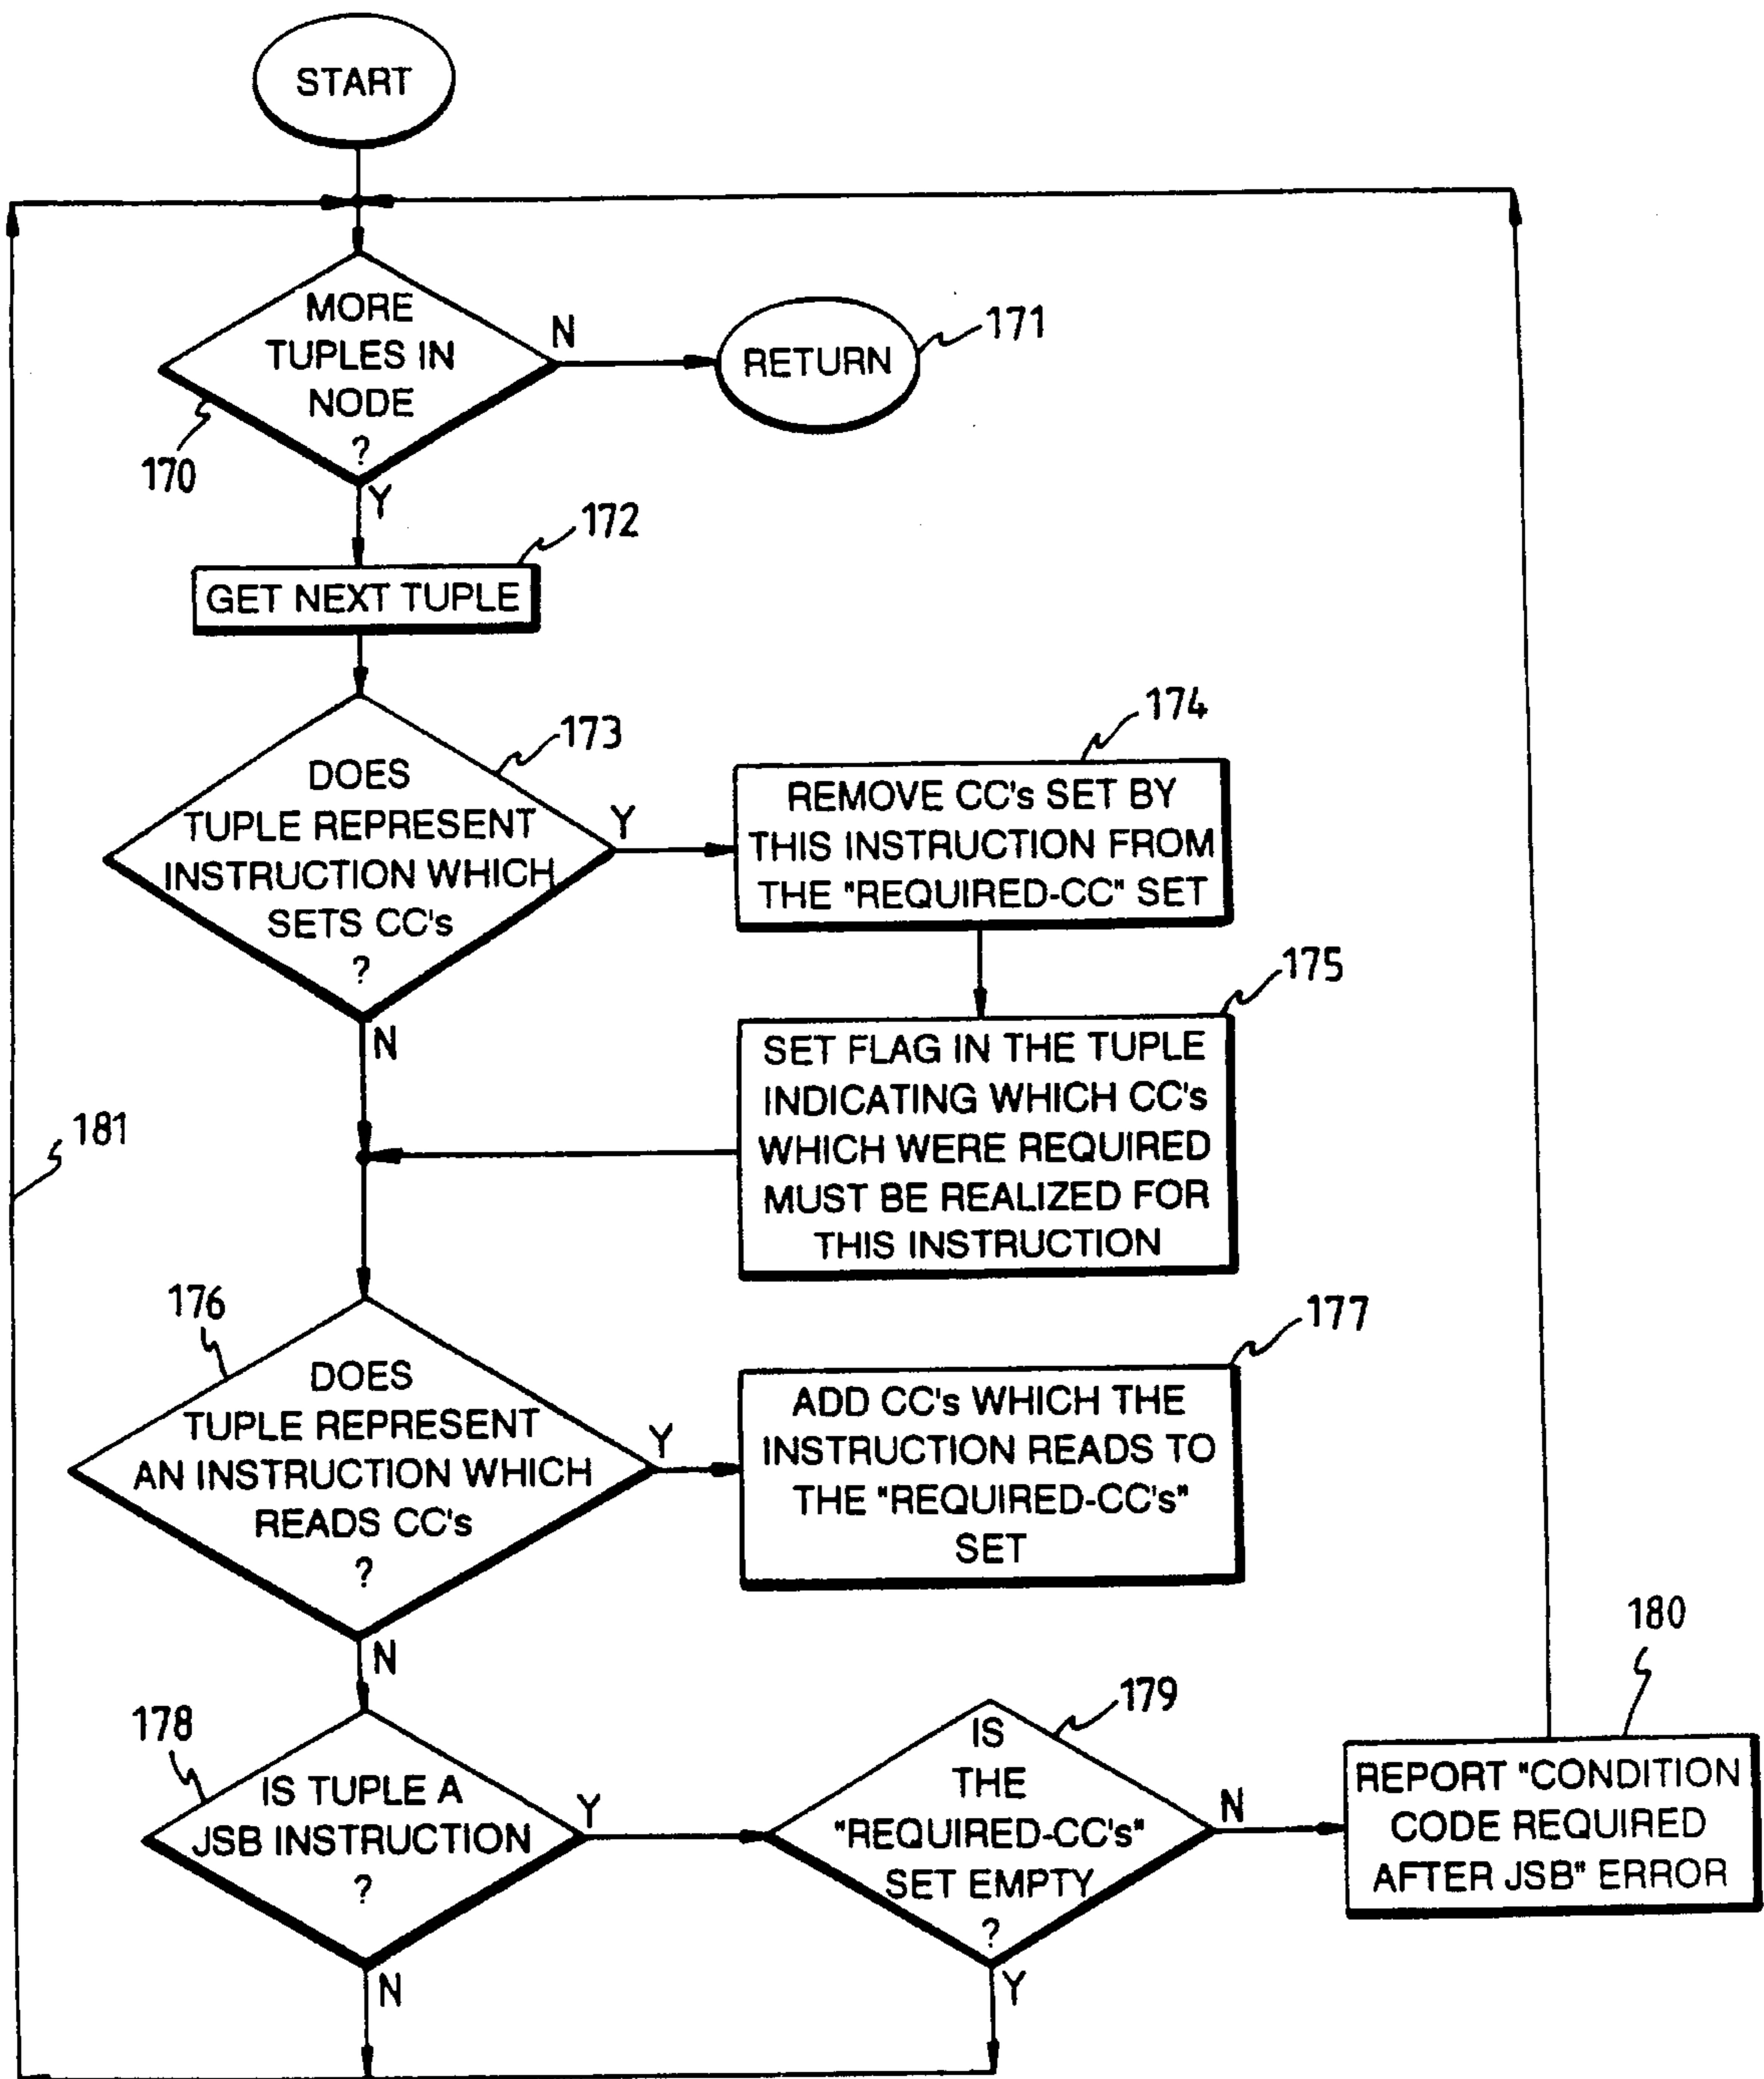 START
MORE
TUPLES IN
NODE
?
170
N
RETURN
171
Y
172
GET NEXT TUPLE
173
DOES
TUPLE REPRESENT
INSTRUCTION WHICH
SETS CC's
?
Y
174
REMOVE CC's SET BY
THIS INSTRUCTION FROM
THE "REQUIRED-CC" SET
N
175
SET FLAG IN THE TUPLE
INDICATING WHICH CC's
WHICH WERE REQUIRED
MUST BE REALIZED FOR
THIS INSTRUCTION
181
176
DOES
TUPLE REPRESENT
AN INSTRUCTION WHICH
READS CC's
?
Y
177
ADD CC's WHICH THE
INSTRUCTION READS TO
THE "REQUIRED-CC's"
SET
N
178
IS TUPLE A
JSB INSTRUCTION
?
Y
179
IS
THE
"REQUIRED-CC's"
SET EMPTY
?
N
180
REPORT "CONDITION
CODE REQUIRED
AFTER JSB" ERROR
N
Y